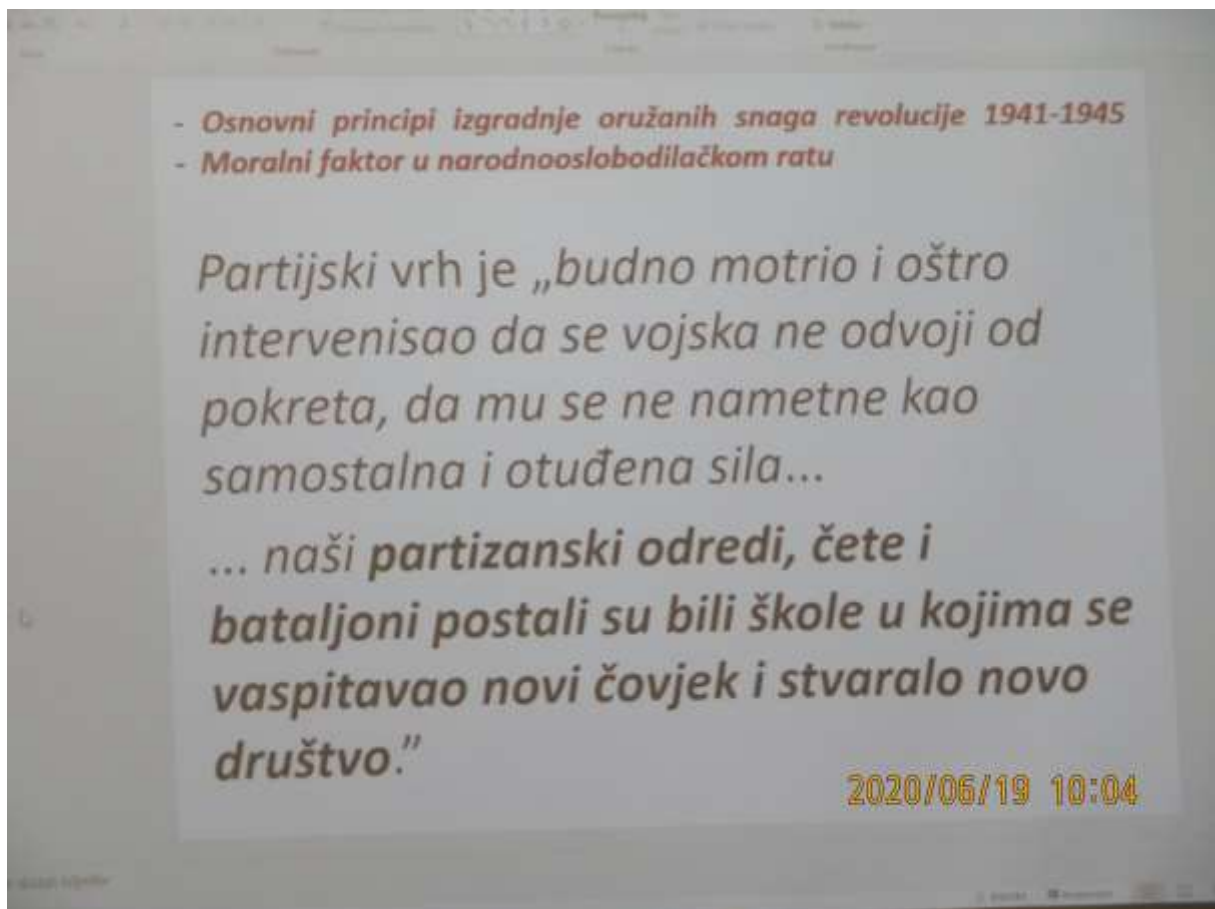 - Osnovni principi izgradnje oružanih snaga revolucije 1941-1945
- Moralni faktor u narodnooslobodilačkom ratu
Partijski vrh je „budno motrio i oštro
intervenisao da se vojska ne odvoji od
pokreta, da mu se ne nametne kao
samostalna i otuđena sila...
... naši partizanski odredi, čete i
bataljoni postali su bili škole u kojima se
vaspitavao novi čovjek i stvaralo novo
društvo.”
2020/06/19 10:04